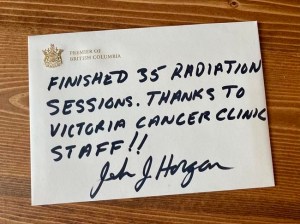 PREMIER OF
BRITISH COLUMBIA
FINISHED 35 RADIATION
SESSIONS. THANKS TO
VICTORIA CANCER CLINIC
STAFF!!
John J Horgan